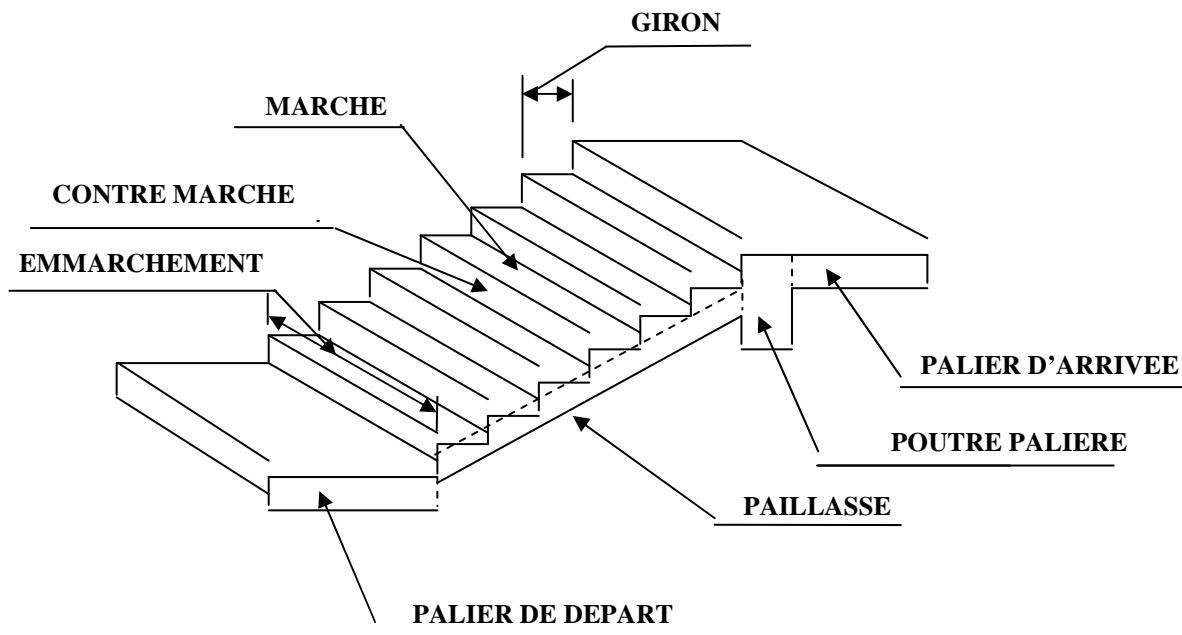 GIRON
MARCHE
CONTRE MARCHE
EMMARCHEMENT
PALIER D’ARRIVEE
POUTRE PALIERE
PAILLASSE
PALIER DE DEPART